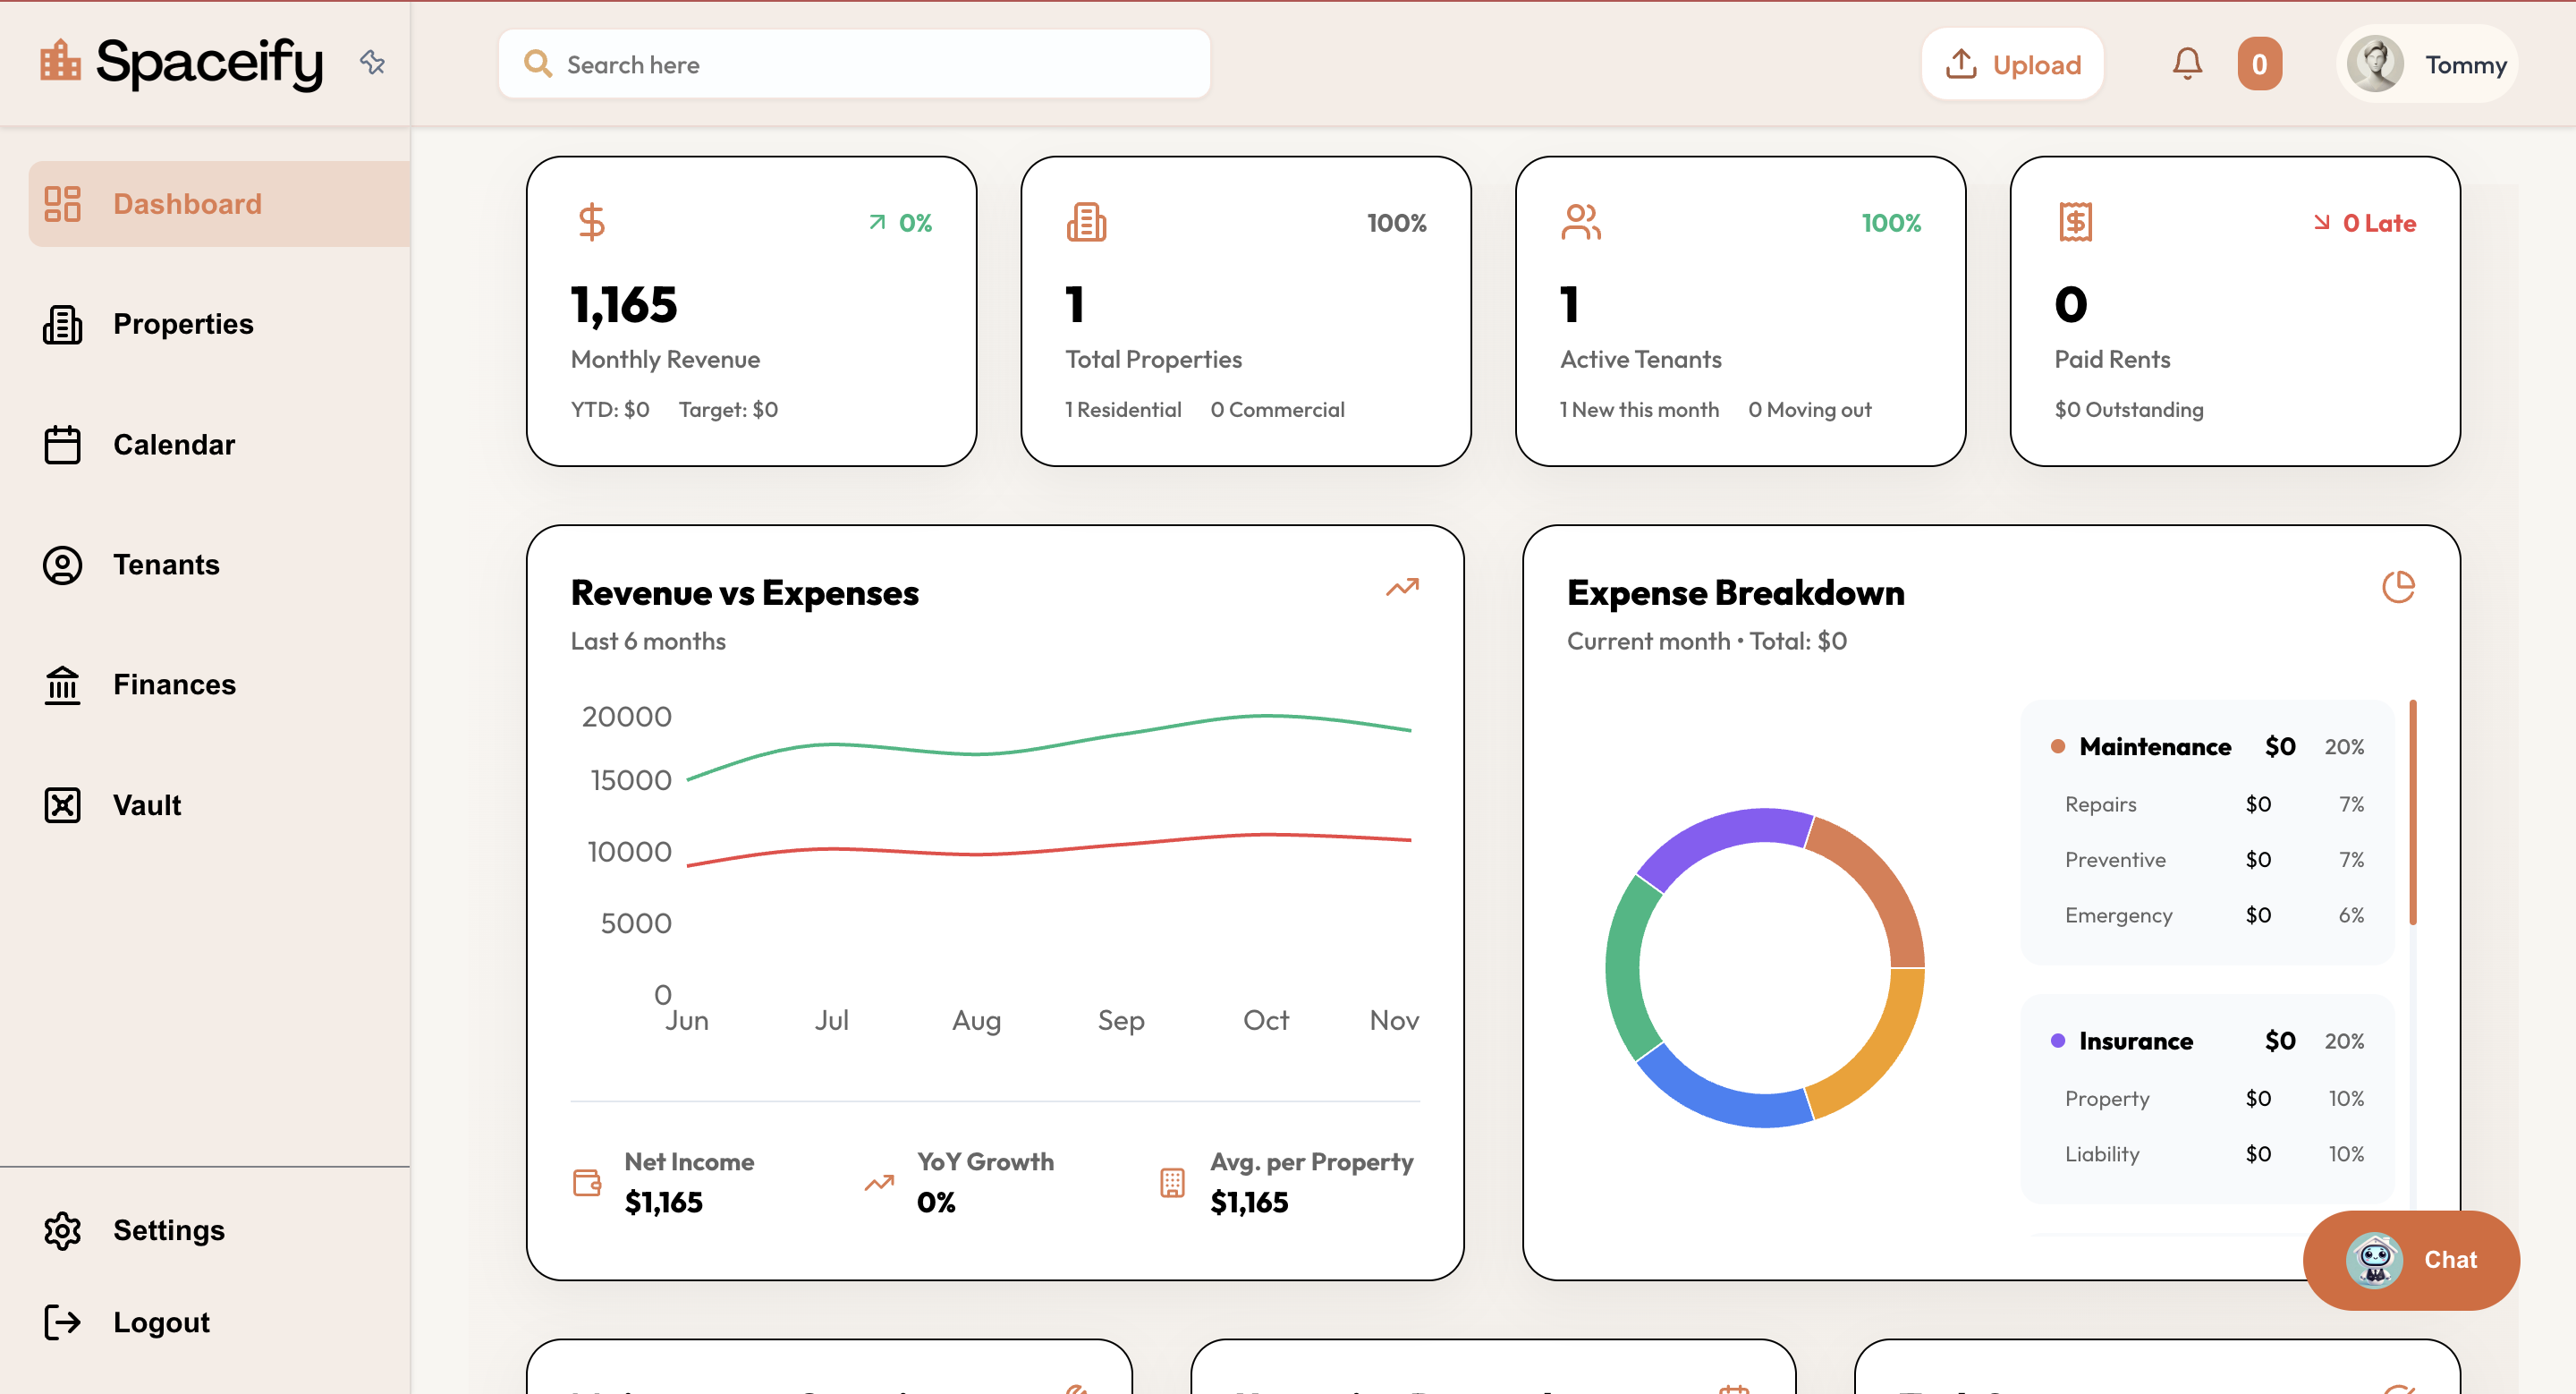 Spaceify
Search here
Upload
0
Tommy
Dashboard
Properties
Calendar
Tenants
Finances
Vault
Settings
Logout
0%
1,165
Monthly Revenue
YTD: $0 Target: $0
100%
1
Total Properties
1 Residential 0 Commercial
100%
1
Active Tenants
1 New this month 0 Moving out
0 Late
0
Paid Rents
$0 Outstanding
Revenue vs Expenses
Last 6 months
20000
15000
10000
5000
0
Jun Jul Aug Sep Oct Nov
Net Income
$1,165
YoY Growth
0%
Avg. per Property
$1,165
Expense Breakdown
Current month • Total: $0
Maintenance $0 20%
Repairs $0 7%
Preventive $0 7%
Emergency $0 6%
Insurance $0 20%
Property $0 10%
Liability $0 10%
Chat